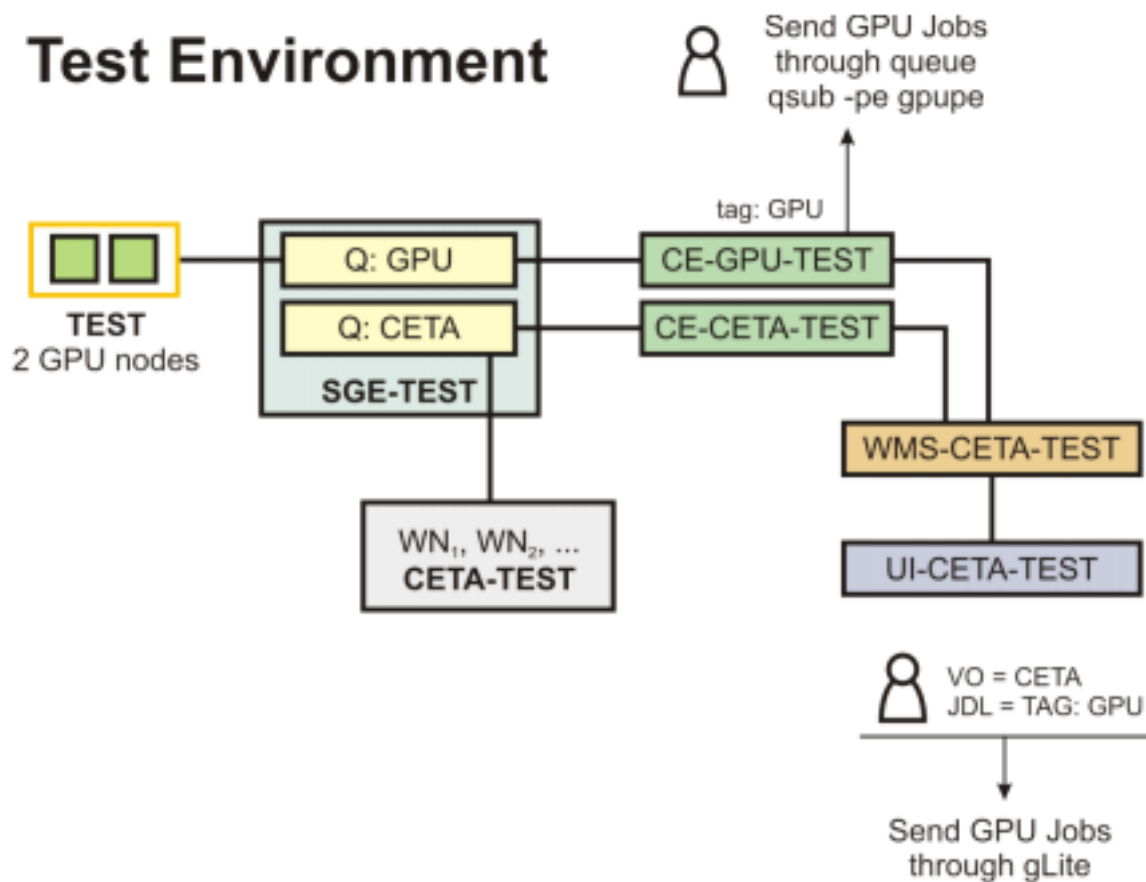 Test Environment
Send GPU Jobs
through queue
qsub -pe gpupe
tag: GPU
Q: GPU
CE-GPU-TEST
Q: CETA
CE-CETA-TEST
TEST
2 GPU nodes
SGE-TEST
WMS-CETA-TEST
WN₁, WN₂, ...
CETA-TEST
UI-CETA-TEST
VO = CETA
JDL = TAG: GPU
Send GPU Jobs
through gLite